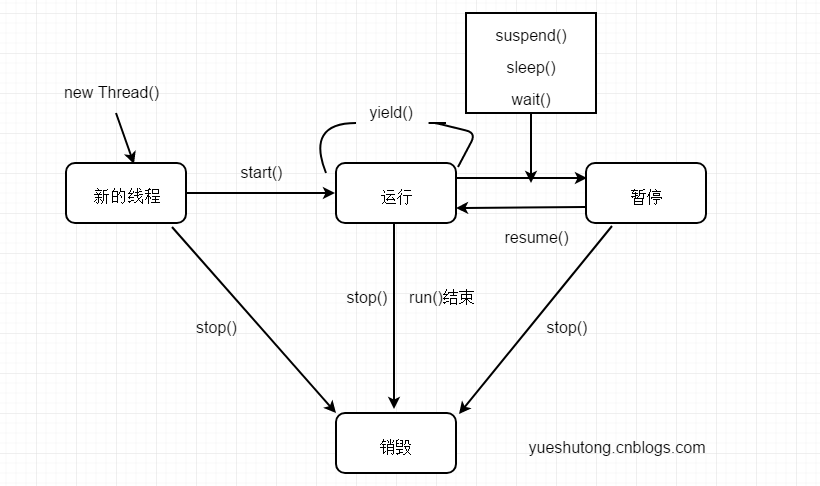 suspend()
sleep()
wait()
new Thread()
yield()
start()
新的线程
运行
暂停
resume()
stop()
run()结束
stop()
stop()
销毁
yueshutong.cnblogs.com